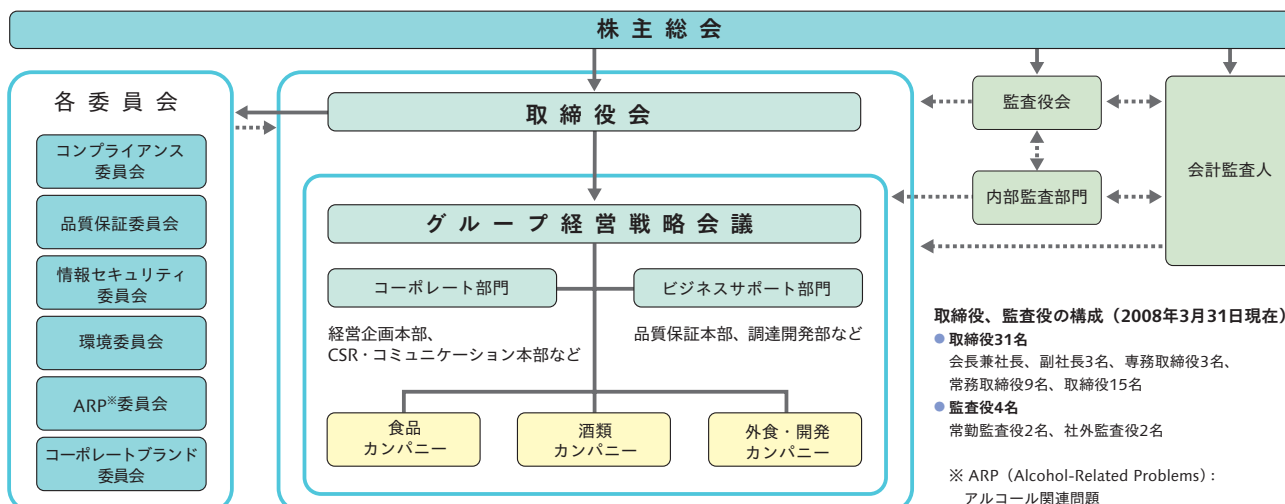 株主総会
各委員会
コンプライアンス
委員会
品質保証委員会
情報セキュリティ
委員会
環境委員会
ARP※委員会
コーポレートブランド
委員会
取締役会
グループ経営戦略会議
コーポレート部門
ビジネスサポート部門
経営企画本部、
CSR・コミュニケーション本部など
品質保証本部、調達開発部など
食品
カンパニー
酒類
カンパニー
外食・開発
カンパニー
監査役会
内部監査部門
会計監査人
取締役、監査役の構成（2008年3月31日現在）
● 取締役31名
会長兼社長、副社長3名、専務取締役3名、
常務取締役9名、取締役15名
● 監査役4名
常勤監査役2名、社外監査役2名
※ ARP（Alcohol-Related Problems）：
アルコール関連問題